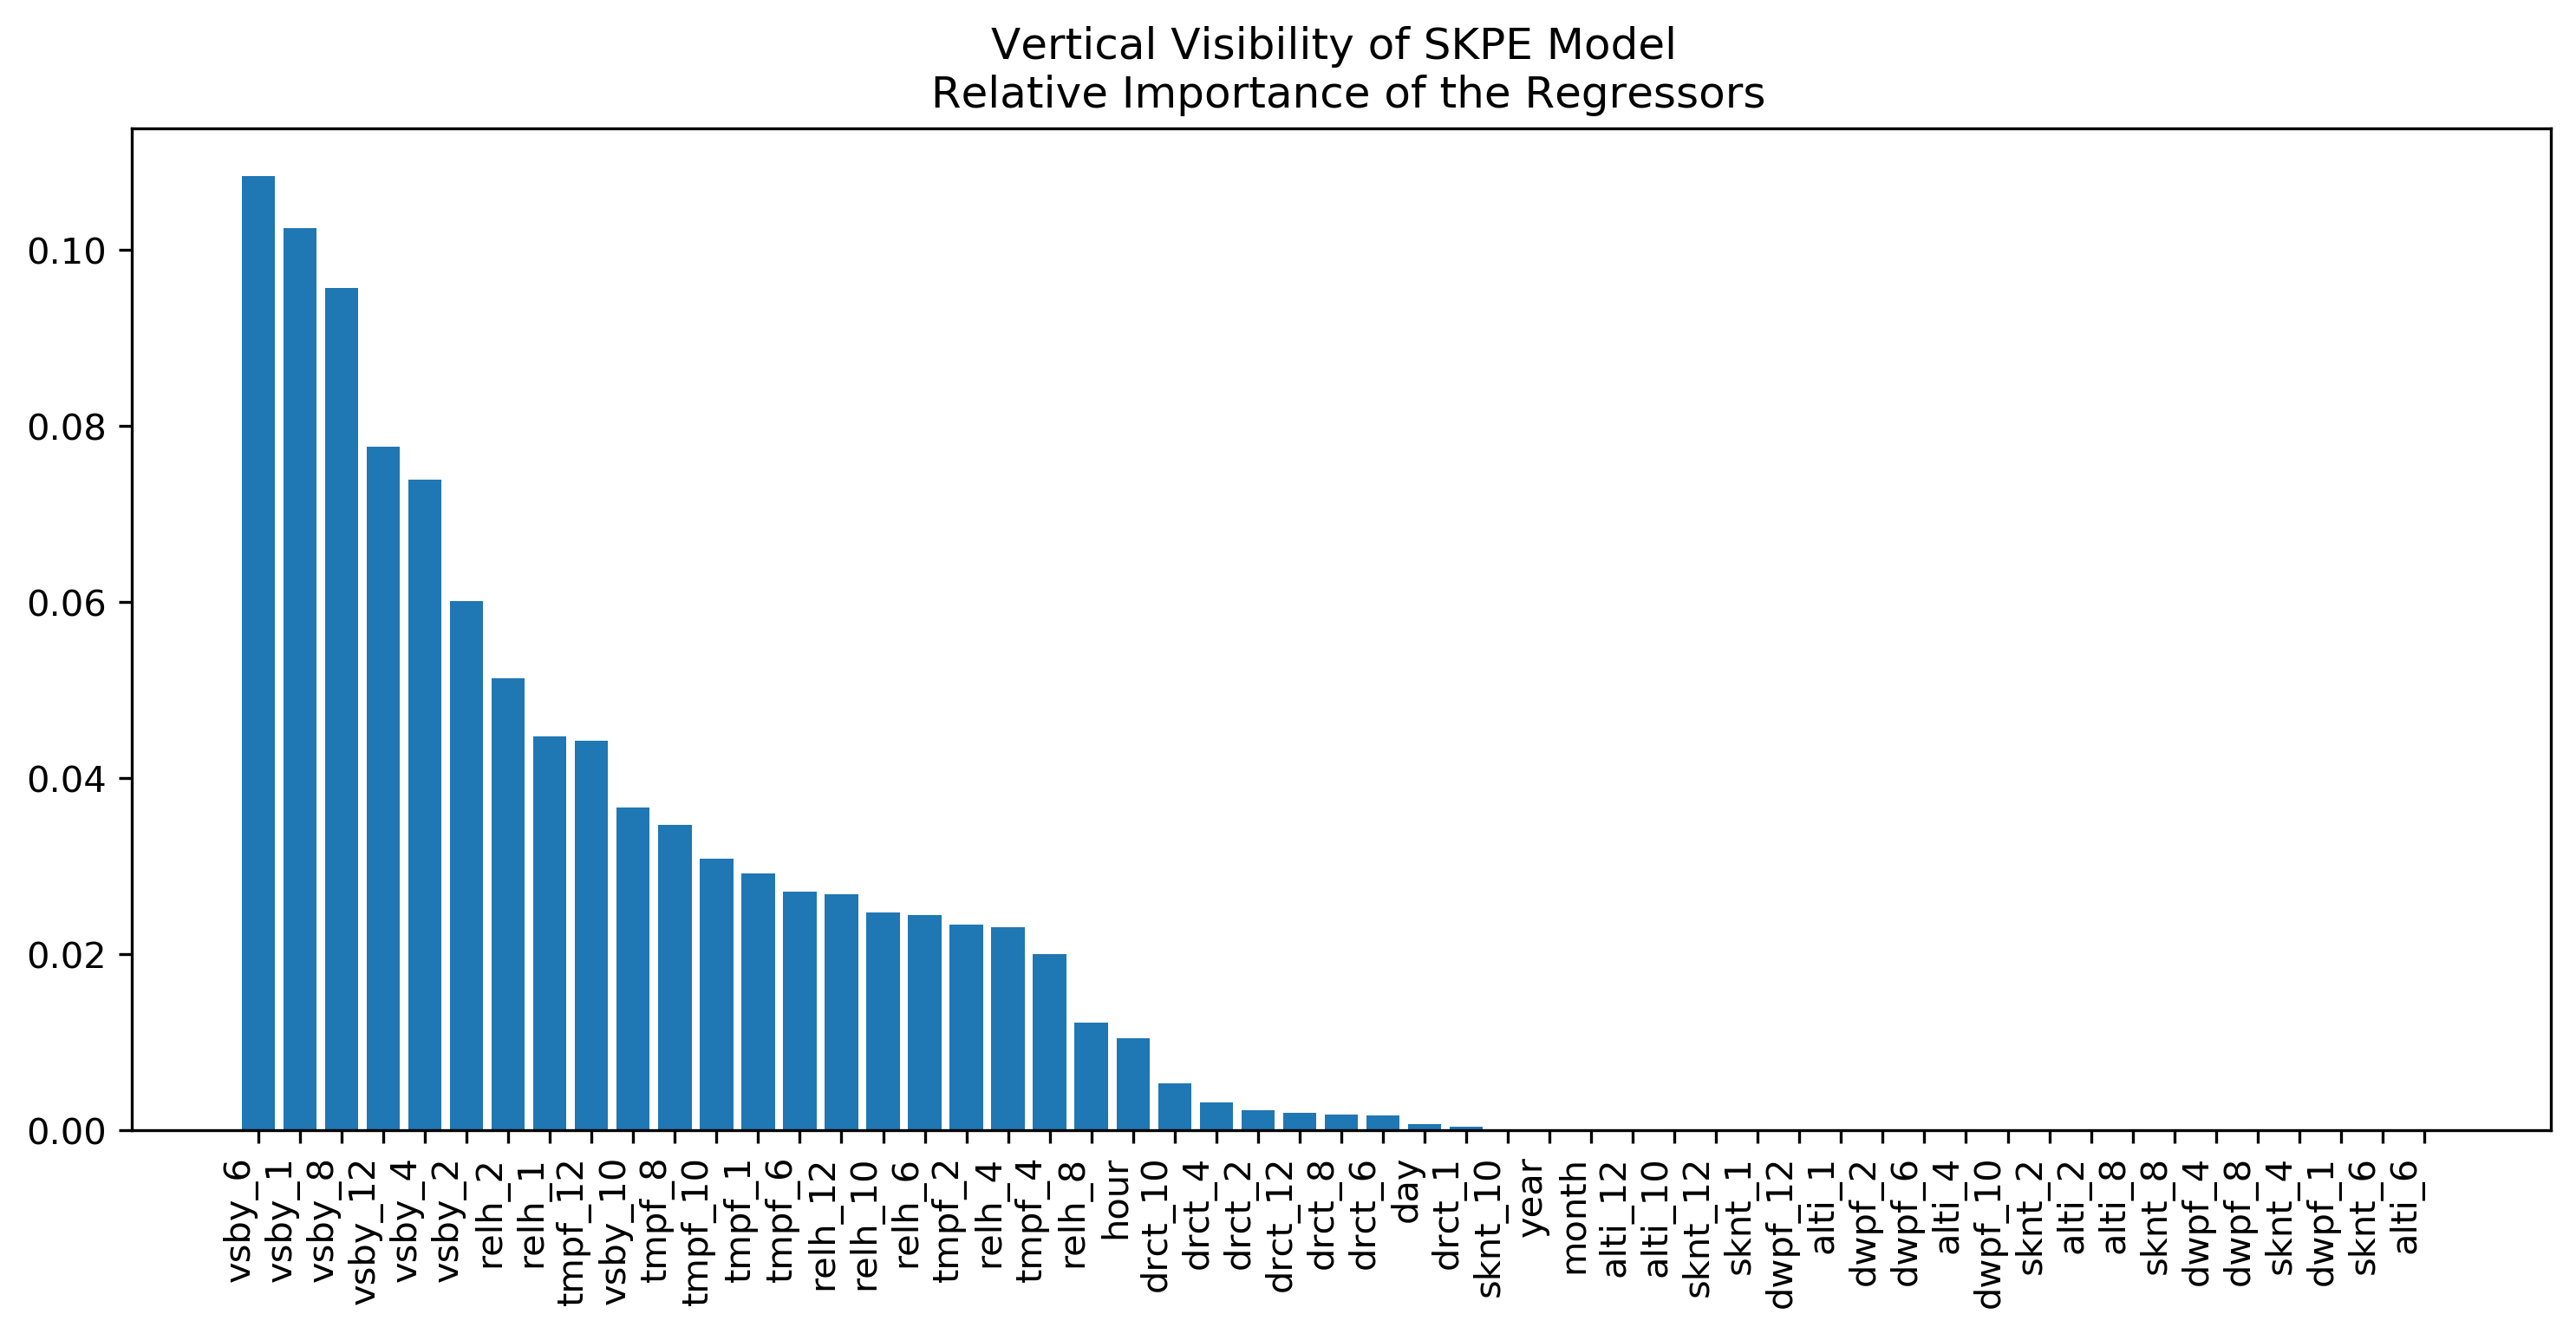 Vertical Visibility of SKPE Model
Relative Importance of the Regressors
0.10
0.08
0.06
0.04
0.02
0.00
vsby_6
vsby_1
vsby_8
vsby_12
vsby_4
vsby_2
relh_2
relh_1
tmpf_12
vsby_10
tmpf_8
tmpf_10
tmpf_1
tmpf_6
relh_12
relh_10
relh_6
tmpf_2
relh_4
tmpf_4
relh_8
hour
drct_10
drct_4
drct_2
drct_12
drct_8
drct_6
day
drct_1
sknt_10
year
month
alti_12
alti_10
sknt_12
sknt_1
dwpf_12
alti_1
dwpf_2
dwpf_6
alti_4
dwpf_10
sknt_2
alti_2
alti_8
sknt_8
dwpf_4
dwpf_8
sknt_4
dwpf_1
sknt_6
alti_6